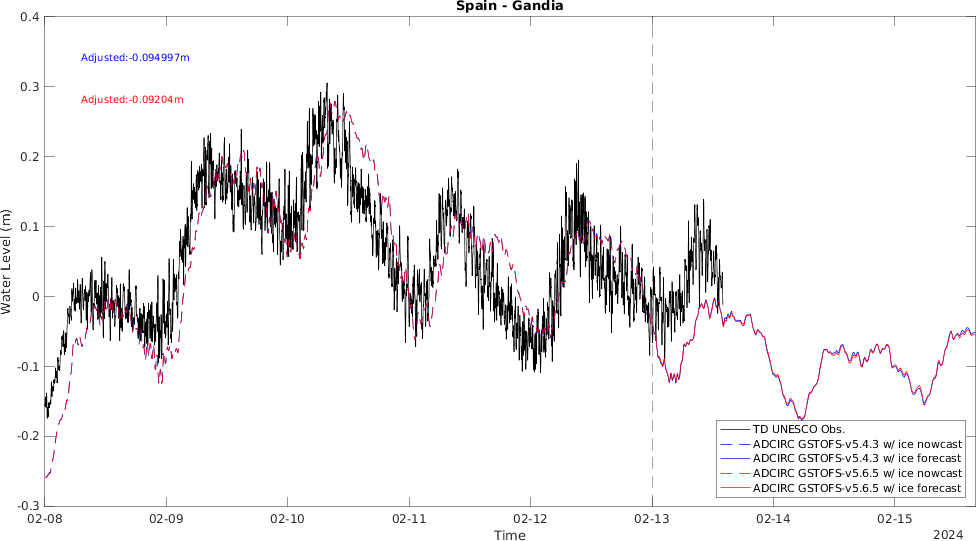 Spain - Gandia
0.4
Adjusted:-0.094997m
0.3
Adjusted:-0.09204m
0.2
0.1
Water Level (m)
0
-0.1
-0.2
-0.3
TD UNESCO Obs.
ADCIRC GSTOFS-v5.4.3 w/ ice nowcast
ADCIRC GSTOFS-v5.4.3 w/ ice forecast
ADCIRC GSTOFS-v5.6.5 w/ ice nowcast
ADCIRC GSTOFS-v5.6.5 w/ ice forecast
02-08 02-09 02-10 02-11 02-12 02-13 02-14 02-15
Time
2024